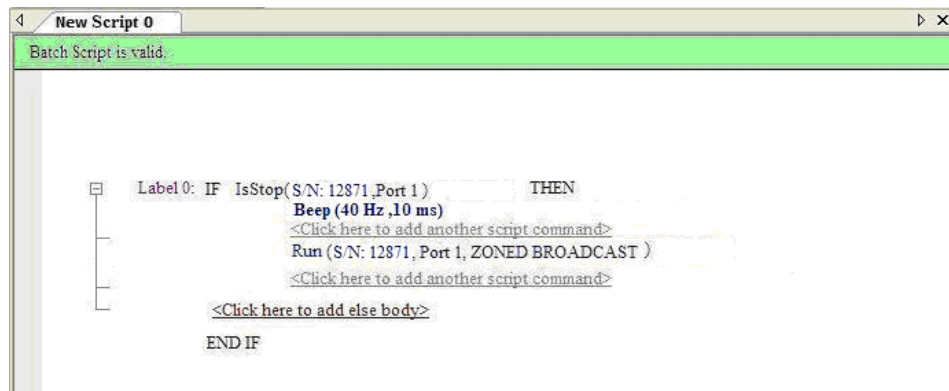 New Script 0
Batch Script is valid.
Label 0: IF IsStop( S/N: 12871 ,Port 1 ) THEN
Beep (40 Hz ,10 ms)
<Click here to add another script command>
Run (S/N: 12871, Port 1, ZONED BROADCAST )
<Click here to add another script command>
<Click here to add else body>
END IF